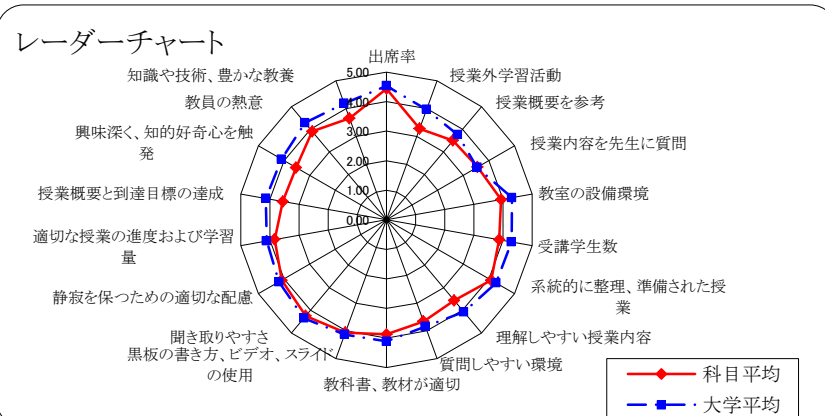 レーダーチャート
出席率
授業外学習活動
授業概要を参考
授業内容を先生に質問
教室の設備環境
受講学生数
系統的に整理、準備された授
業
理解しやすい授業内容
質問しやすい環境
教科書、教材が適切
黒板の書き方、ビデオ、スライド
の使用
聞き取りやすさ
静寂を保つための適切な配慮
適切な授業の進度および学習
量
授業概要と到達目標の達成
興味深く、知的好奇心を触
発
教員の熱意
知識や技術、豊かな教養
5.00
4.00
3.00
2.00
1.00
0.00
科目平均
大学平均